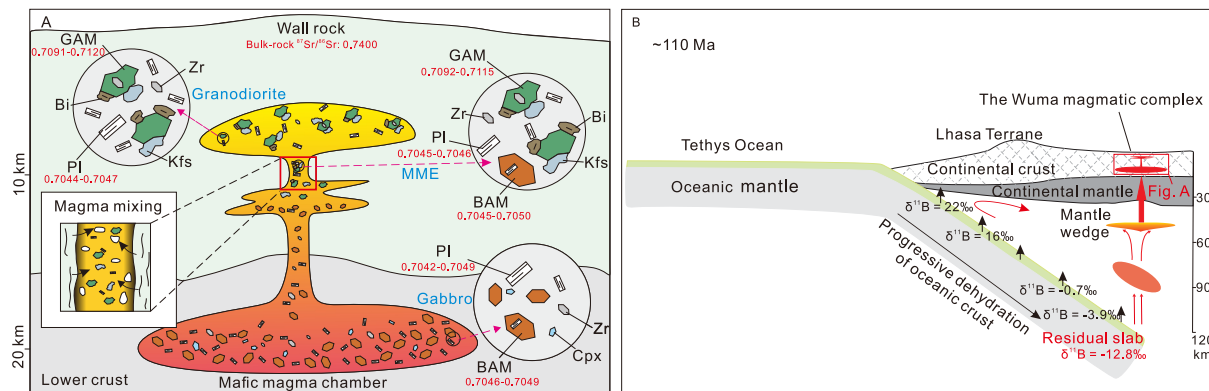 A
Wall rock
Bulk-rock ⁸⁷Sr/⁸⁶Sr: 0.7400
GAM
0.7091-0.7120
Zr
Granodiorite
Bi
Pl
0.7044-0.7047
Kfs
GAM
0.7092-0.7115
Zr
Bi
Pl
0.7045-0.7046
Kfs
MME
BAM
0.7045-0.7050
10 km
Magma mixing
Pl
0.7042-0.7049
Gabbro
Zr
Cpx
BAM
0.7046-0.7049
20 km
Lower crust
Mafic magma chamber
B
~110 Ma
The Wuma magmatic complex
Lhasa Terrane
Tethys Ocean
Continental crust
Oceanic mantle
Continental mantle
Fig. A
30
δ¹¹B = 22‰
Mantle
wedge
δ¹¹B = 16‰
60
Progressive dehydration
of oceanic crust
δ¹¹B = -0.7‰
90
δ¹¹B = -3.9‰
Residual slab
δ¹¹B = -12.8‰
120
km